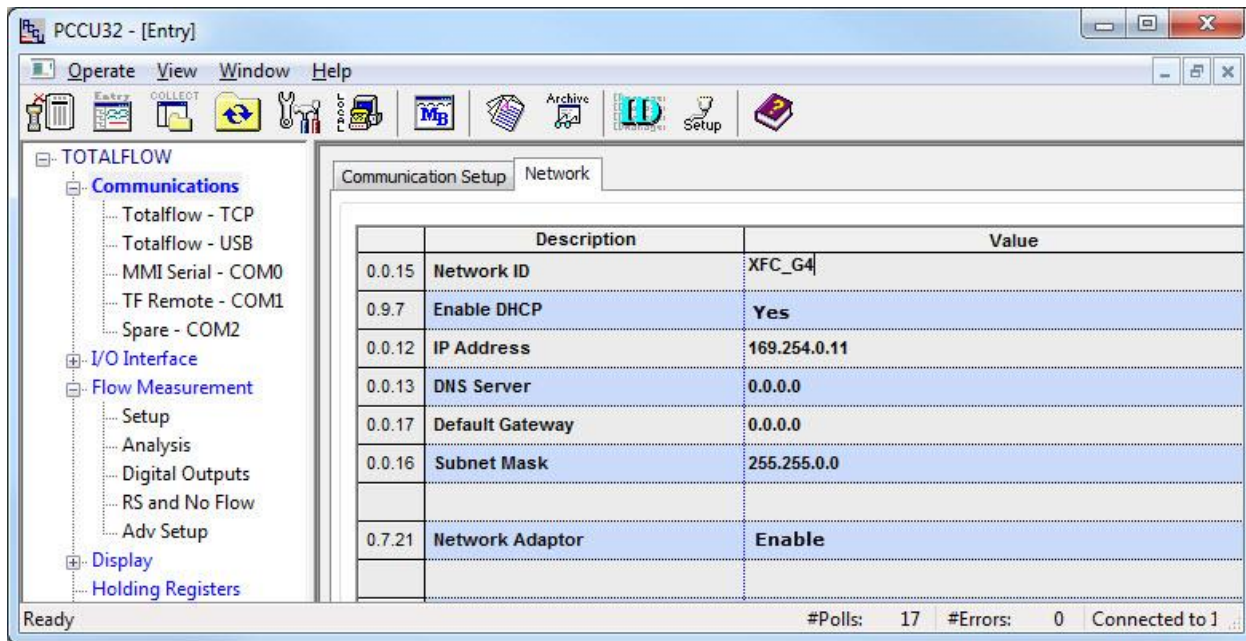 PCCU32 - [Entry]
Operate View Window Help
Entry COLLECT LOCAL MB Archive ID Setup
TOTALFLOW
Communications
Totalflow - TCP
Totalflow - USB
MMI Serial - COM0
TF Remote - COM1
Spare - COM2
I/O Interface
Flow Measurement
Setup
Analysis
Digital Outputs
RS and No Flow
Adv Setup
Display
Holding Registers
Communication Setup Network
Description Value
0.0.15 Network ID XFC_G4
0.9.7 Enable DHCP Yes
0.0.12 IP Address 169.254.0.11
0.0.13 DNS Server 0.0.0.0
0.0.17 Default Gateway 0.0.0.0
0.0.16 Subnet Mask 255.255.0.0
0.7.21 Network Adaptor Enable
Ready #Polls: 17 #Errors: 0 Connected to 1